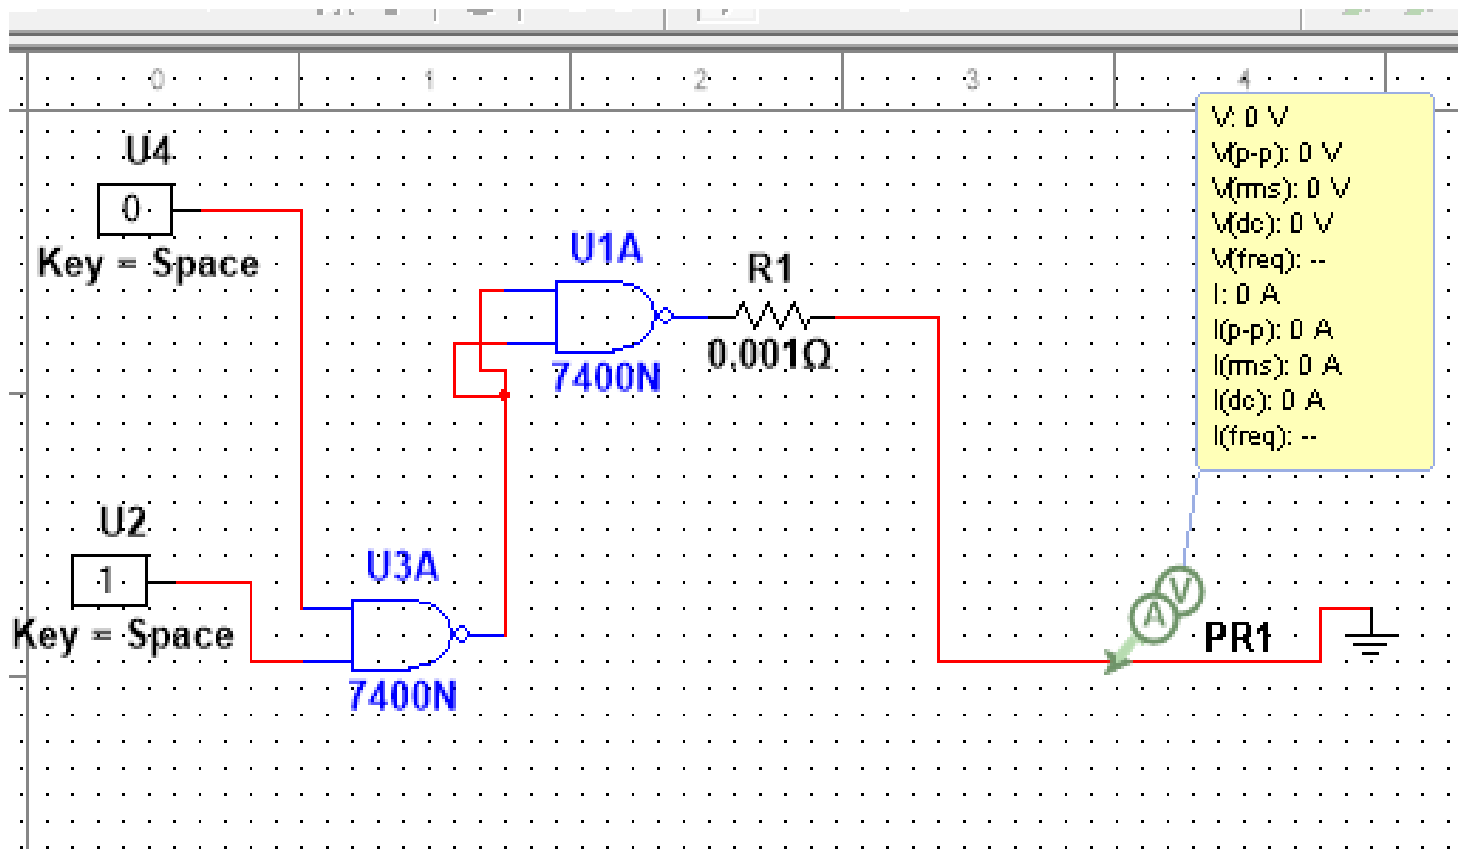 0 1 2 3 4
U4
0
Key = Space
U1A
7400N
R1
0.001Ω
V: 0 V
V(p-p): 0 V
V(rms): 0 V
V(dc): 0 V
V(freq): --
I: 0 A
I(p-p): 0 A
I(rms): 0 A
I(dc): 0 A
I(freq): --
U2
1
Key = Space
U3A
7400N
V
A
PR1